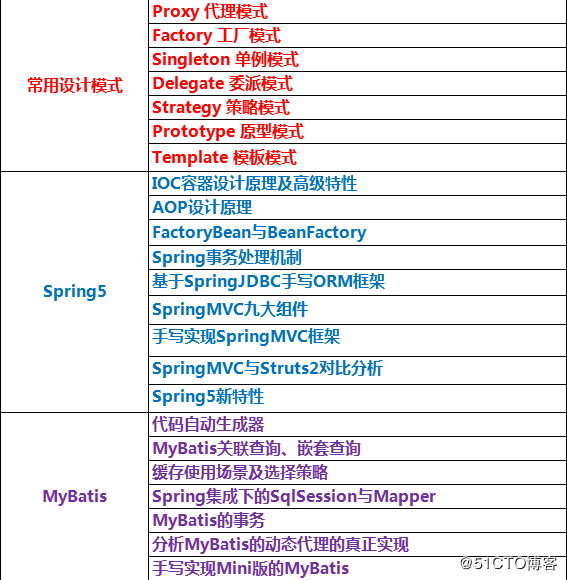 常用设计模式
Proxy 代理模式
Factory 工厂模式
Singleton 单例模式
Delegate 委派模式
Strategy 策略模式
Prototype 原型模式
Template 模板模式
Spring5
IOC容器设计原理及高级特性
AOP设计原理
FactoryBean与BeanFactory
Spring事务处理机制
基于SpringJDBC手写ORM框架
SpringMVC九大组件
手写实现SpringMVC框架
SpringMVC与Struts2对比分析
Spring5新特性
MyBatis
代码自动生成器
MyBatis关联查询、嵌套查询
缓存使用场景及选择策略
Spring集成下的SqlSession与Mapper
MyBatis的事务
分析MyBatis的动态代理的真正实现
手写实现Mini版的MyBatis
@51CTO博客